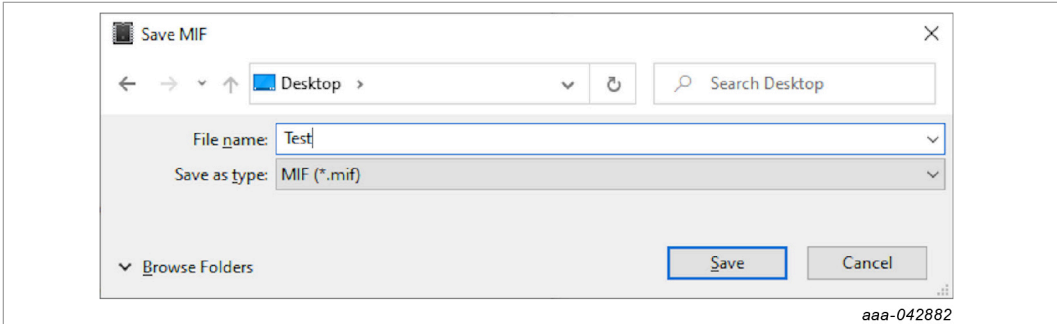 Save MIF
Desktop
Search Desktop
File name: Test
Save as type: MIF (*.mif)
Browse Folders
Save
Cancel
aaa-042882